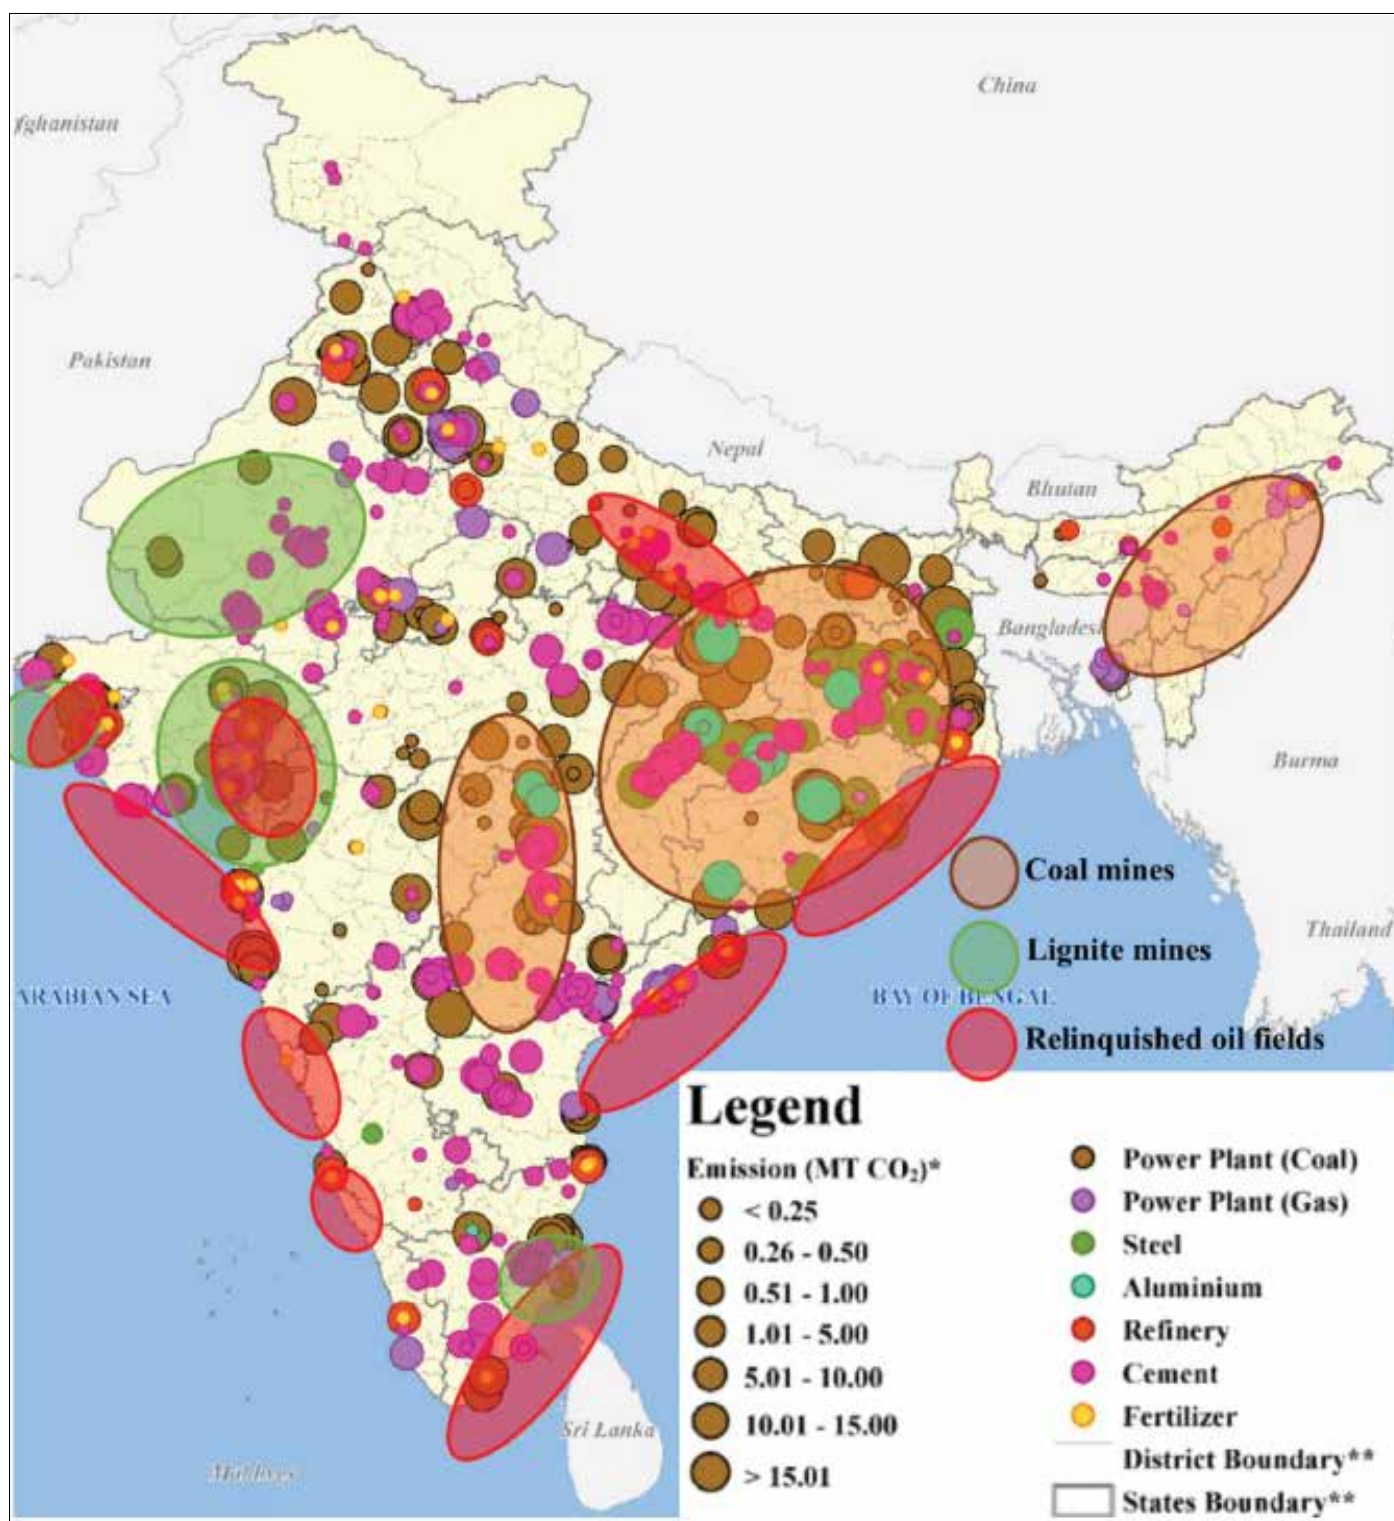 China
fghanistan
Pakistan
Nepal
Bhutan
Bangladesh
Burma
Coal mines
Thailand
Lignite mines
ARABIAN SEA
BAY OF BENGAL
Relinquished oil fields
Legend
Emission (MT CO₂)*
< 0.25
0.26 - 0.50
0.51 - 1.00
1.01 - 5.00
5.01 - 10.00
10.01 - 15.00
> 15.01
Power Plant (Coal)
Power Plant (Gas)
Steel
Aluminium
Refinery
Cement
Fertilizer
District Boundary**
States Boundary**
Sri Lanka
Maldives